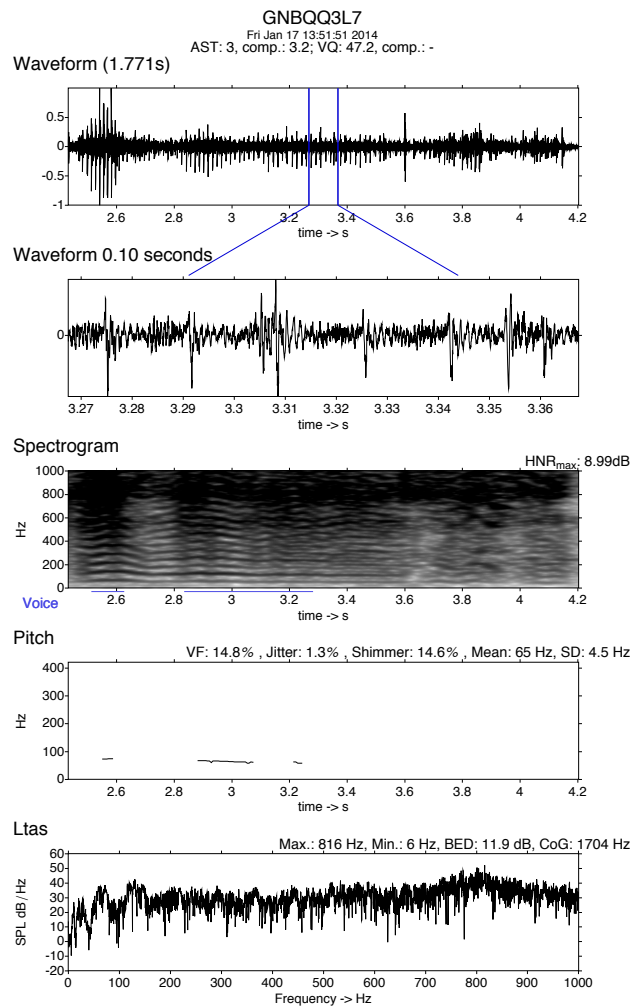 GNBQQ3L7
Fri Jan 17 13:51:51 2014
AST: 3, comp.: 3.2; VQ: 47.2, comp.: -
Waveform (1.771s)
0.5
0
-0.5
-1
2.6 2.8 3 3.2 3.4 3.6 3.8 4 4.2
time -> s
Waveform 0.10 seconds
0
3.27 3.28 3.29 3.3 3.31 3.32 3.33 3.34 3.35 3.36
time -> s
Spectrogram
HNRmax: 8.99dB
1000
800
600
400
200
0
Hz
Voice
2.6 2.8 3 3.2 3.4 3.6 3.8 4 4.2
time -> s
Pitch
VF: 14.8% , Jitter: 1.3% , Shimmer: 14.6% , Mean: 65 Hz, SD: 4.5 Hz
400
300
200
100
0
Hz
2.6 2.8 3 3.2 3.4 3.6 3.8 4 4.2
time -> s
Ltas
Max.: 816 Hz, Min.: 6 Hz, BED: 11.9 dB, CoG: 1704 Hz
60
50
40
30
20
10
0
-10
-20
SPL dB / Hz
0 100 200 300 400 500 600 700 800 900 1000
Frequency -> Hz